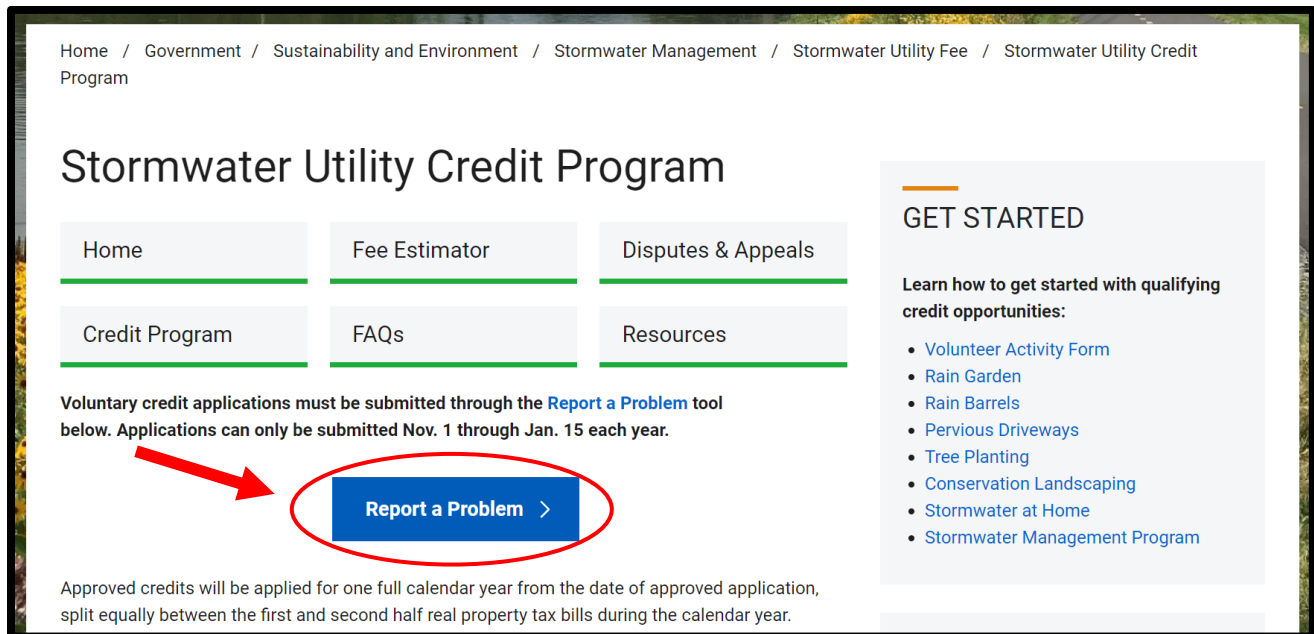 Home / Government / Sustainability and Environment / Stormwater Management / Stormwater Utility Fee / Stormwater Utility Credit
Program
Stormwater Utility Credit Program
Home
Fee Estimator
Disputes & Appeals
Credit Program
FAQs
Resources
Voluntary credit applications must be submitted through the Report a Problem tool
below. Applications can only be submitted Nov. 1 through Jan. 15 each year.
Report a Problem
Approved credits will be applied for one full calendar year from the date of approved application,
split equally between the first and second half real property tax bills during the calendar year.
GET STARTED
Learn how to get started with qualifying
credit opportunities:
• Volunteer Activity Form
• Rain Garden
• Rain Barrels
• Pervious Driveways
• Tree Planting
• Conservation Landscaping
• Stormwater at Home
• Stormwater Management Program